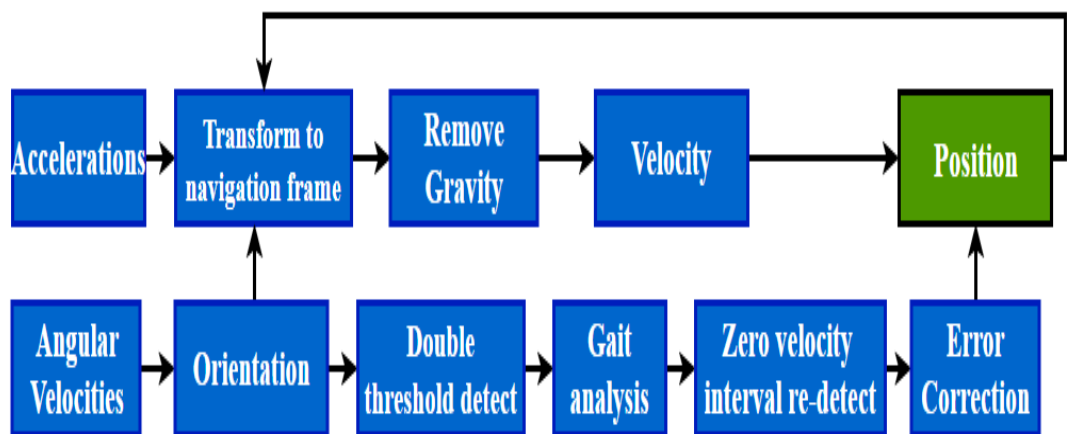 Accelerations
Transform to
navigation frame
Remove
Gravity
Velocity
Position
Angular
Velocities
Orientation
Double
threshold detect
Gait
analysis
Zero velocity
interval re-detect
Error
Correction